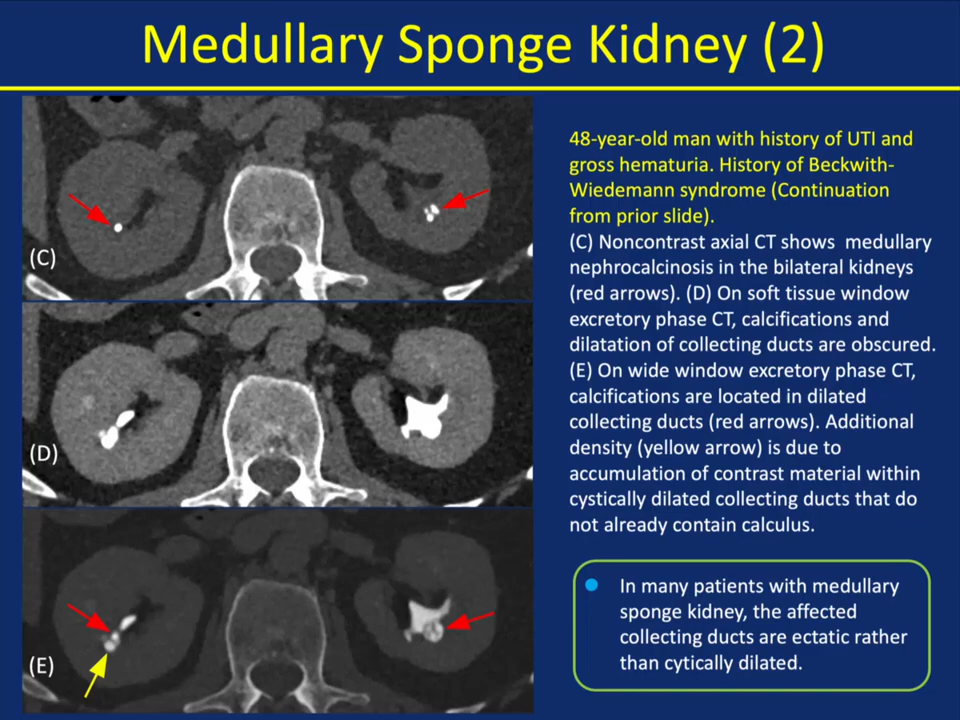 Medullary Sponge Kidney (2)
(C)
(D)
(E)
48-year-old man with history of UTI and
gross hematuria. History of Beckwith-
Wiedemann syndrome (Continuation
from prior slide).
(C) Noncontrast axial CT shows medullary
nephrocalcinosis in the bilateral kidneys
(red arrows). (D) On soft tissue window
excretory phase CT, calcifications and
dilatation of collecting ducts are obscured.
(E) On wide window excretory phase CT,
calcifications are located in dilated
collecting ducts (red arrows). Additional
density (yellow arrow) is due to
accumulation of contrast material within
cystically dilated collecting ducts that do
not already contain calculus.
In many patients with medullary
sponge kidney, the affected
collecting ducts are ectatic rather
than cytically dilated.